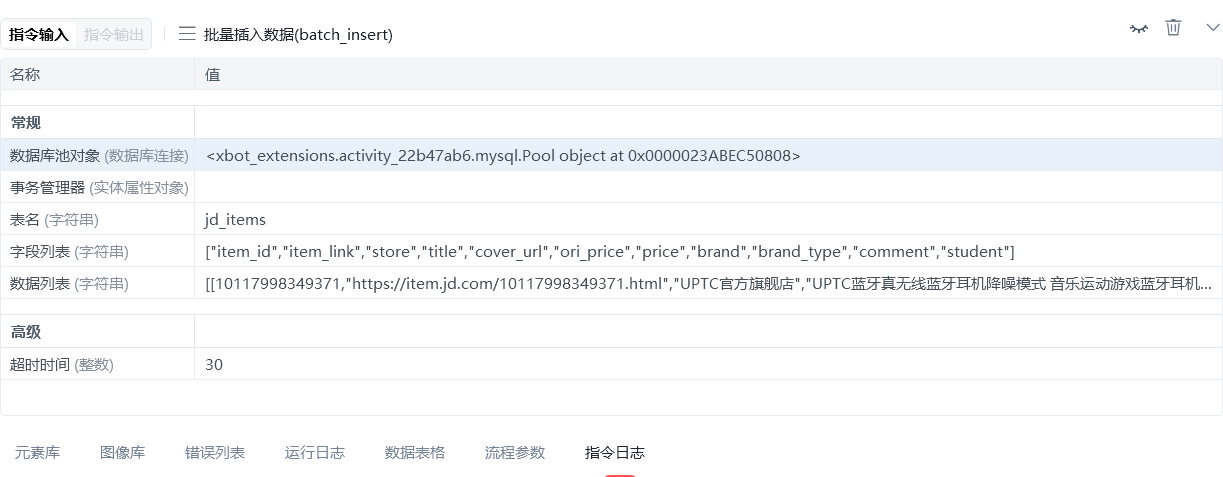 指令输入 指令输出 批量插入数据(batch_insert)
名称 值
常规
数据库池对象 (数据库连接) <xbot_extensions.activity_22b47ab6.mysql.Pool object at 0x0000023ABEC50808>
事务管理器 (实体属性对象)
表名 (字符串) jd_items
字段列表 (字符串) ["item_id","item_link","store","title","cover_url","ori_price","price","brand","brand_type","comment","student"]
数据列表 (字符串) [[10117998349371,"https://item.jd.com/10117998349371.html","UPTC官方旗舰店","UPTC蓝牙真无线蓝牙耳机降噪模式 音乐运动游戏蓝牙耳机...
高级
超时时间 (整数) 30
元素库 图像库 错误列表 运行日志 数据表格 流程参数 指令日志